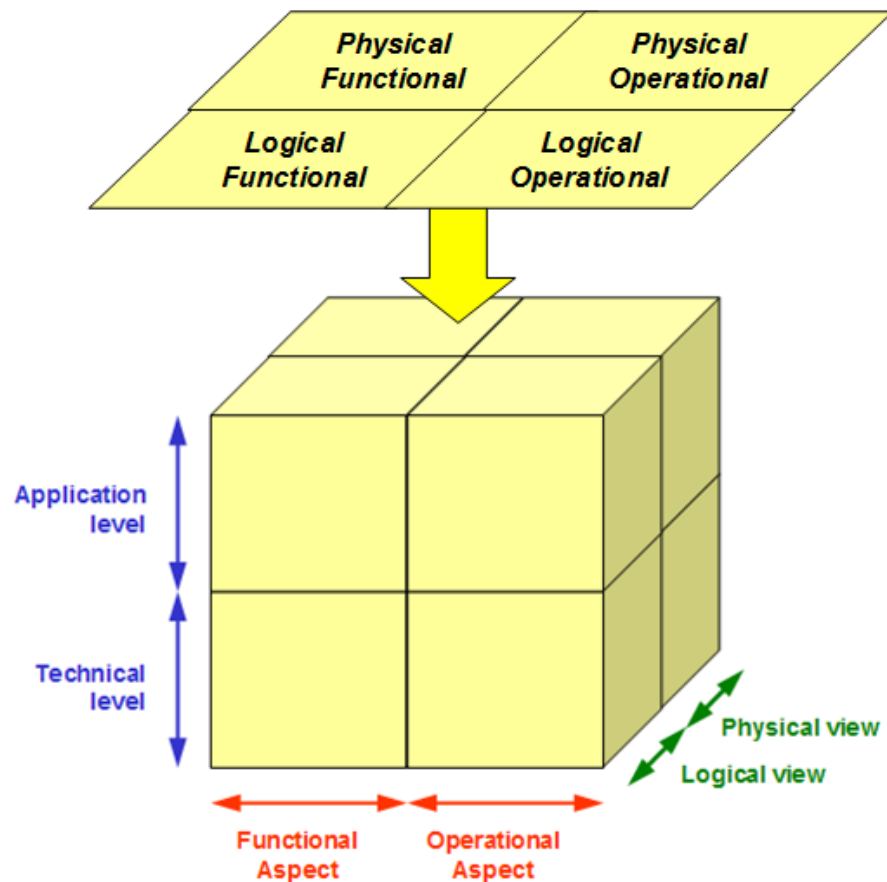 Physical
Functional
Physical
Operational
Logical
Functional
Logical
Operational
Application
level
Technical
level
Physical view
Logical view
Functional
Aspect
Operational
Aspect